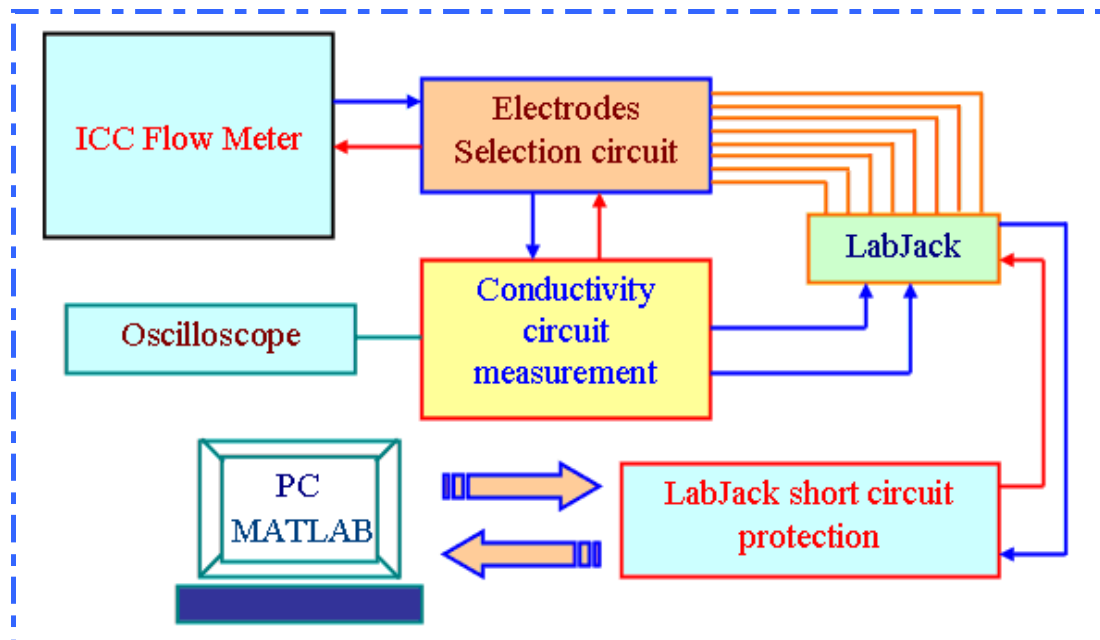 ICC Flow Meter
Electrodes
Selection circuit
LabJack
Conductivity
circuit
measurement
Oscilloscope
PC
MATLAB
LabJack short circuit
protection